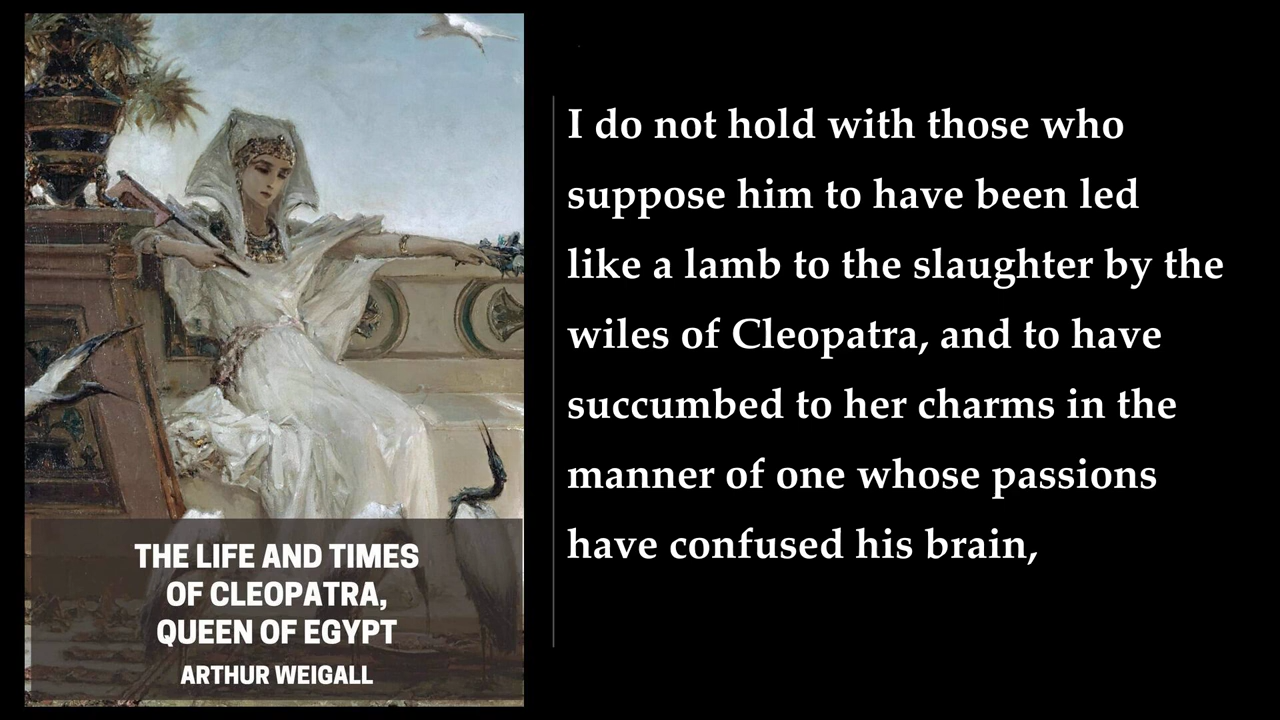 THE LIFE AND TIMES
OF CLEOPATRA,
QUEEN OF EGYPT
ARTHUR WEIGALL
I do not hold with those who
suppose him to have been led
like a lamb to the slaughter by the
wiles of Cleopatra, and to have
succumbed to her charms in the
manner of one whose passions
have confused his brain,